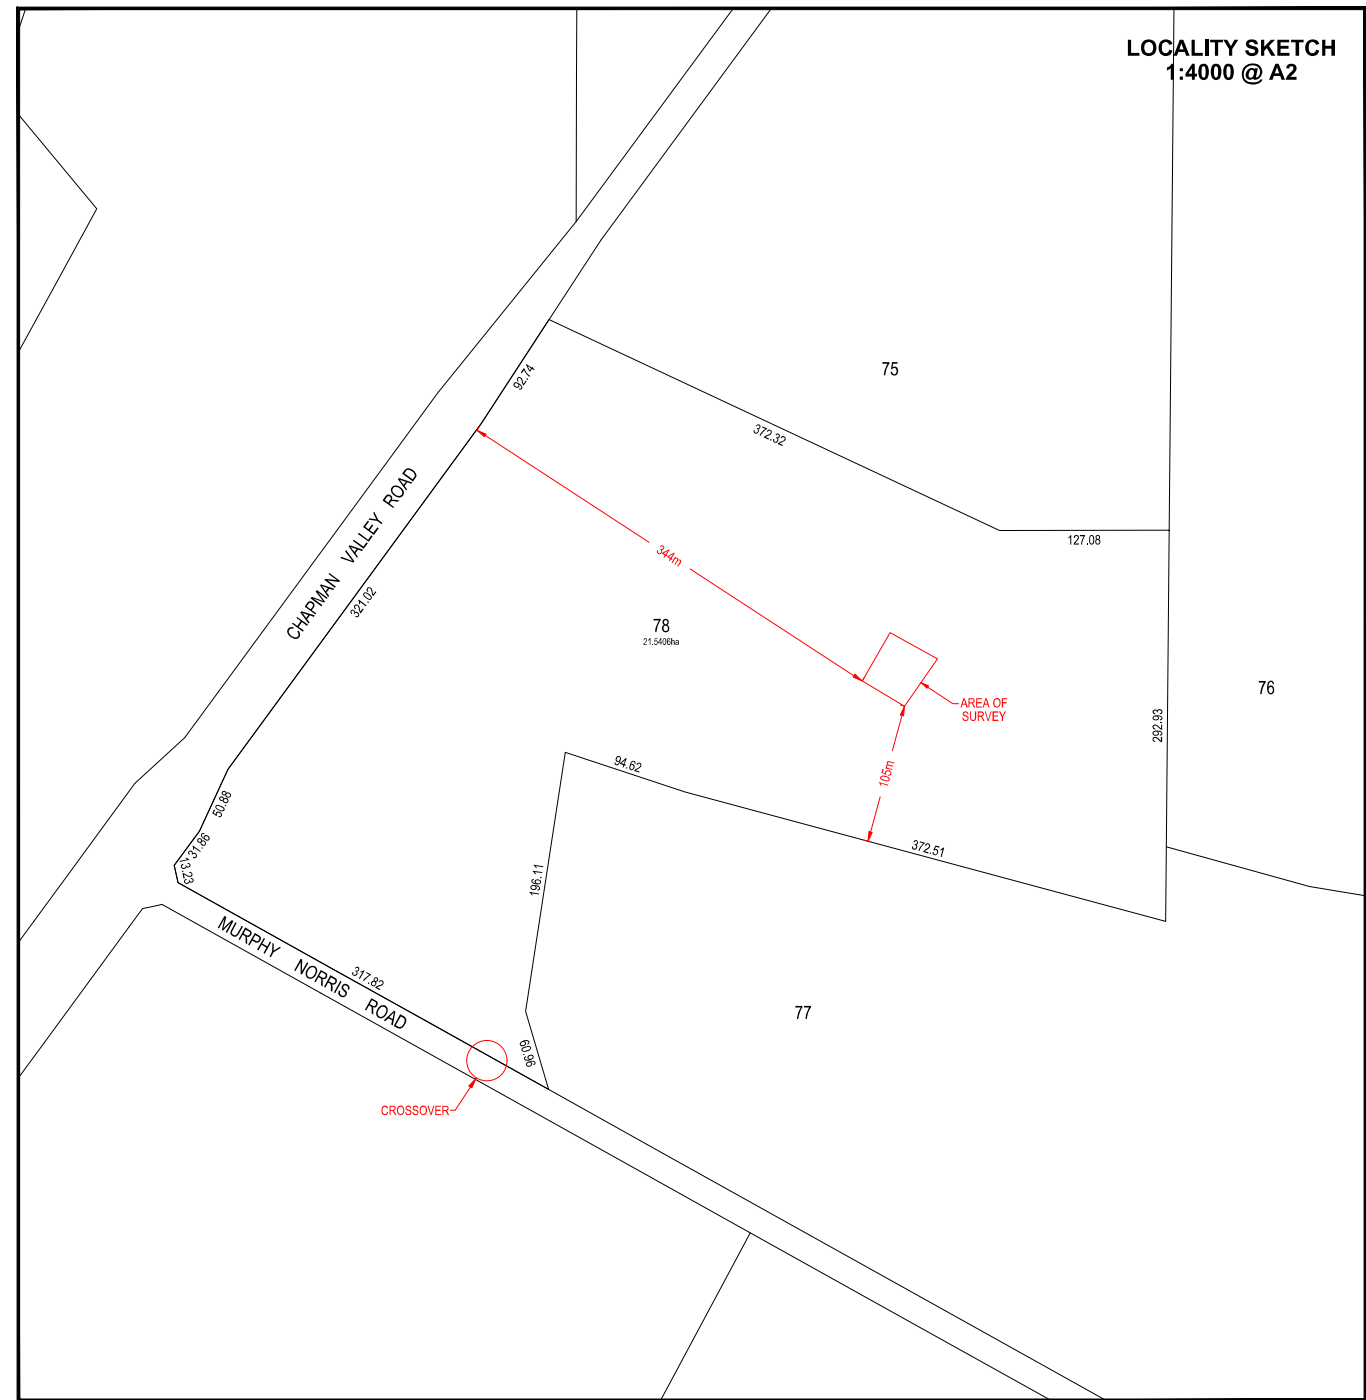 LOCALITY SKETCH
1:4000 @ A2
75
92.74
372.32
CHAPMAN VALLEY ROAD
127.08
344m
321.02
78
21.5406ha
76
AREA OF
SURVEY
292.93
94.62
105m
50.88
31.86
13.23
372.51
196.11
MURPHY NORRIS ROAD
317.82
77
60.96
CROSSOVER